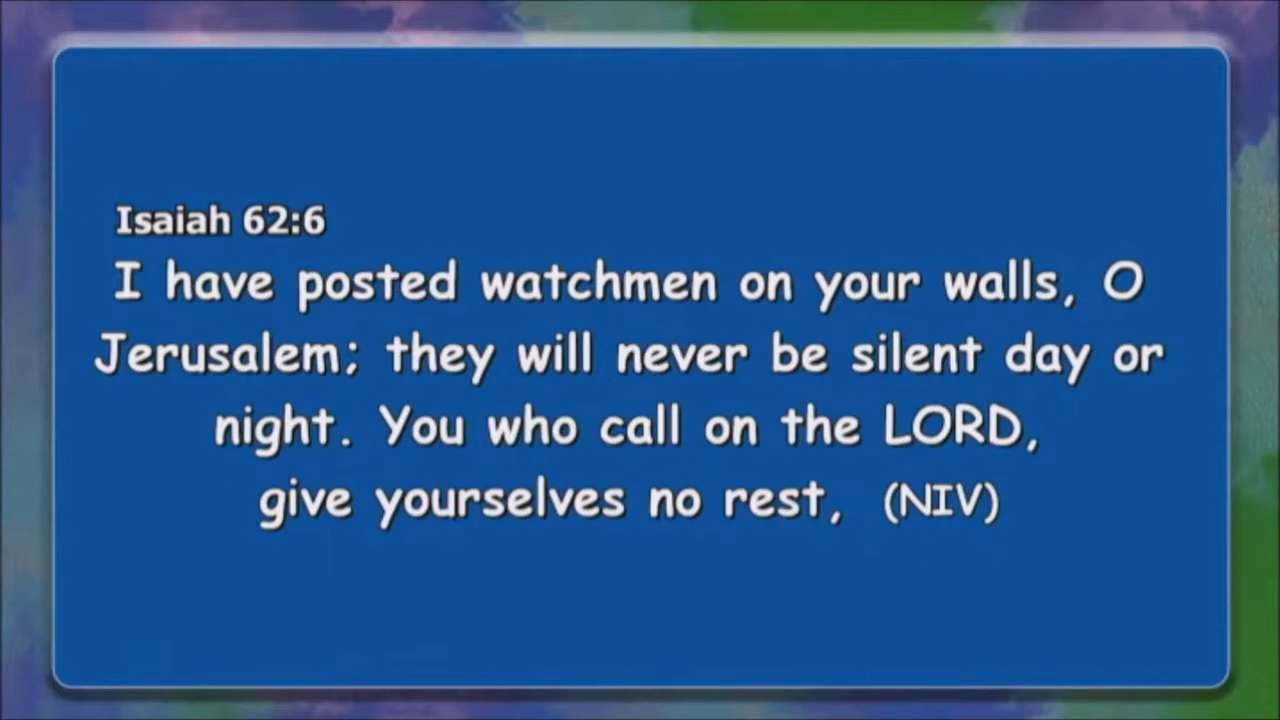 Isaiah 62:6
I have posted watchmen on your walls, O
Jerusalem; they will never be silent day or
night. You who call on the LORD,
give yourselves no rest, (NIV)